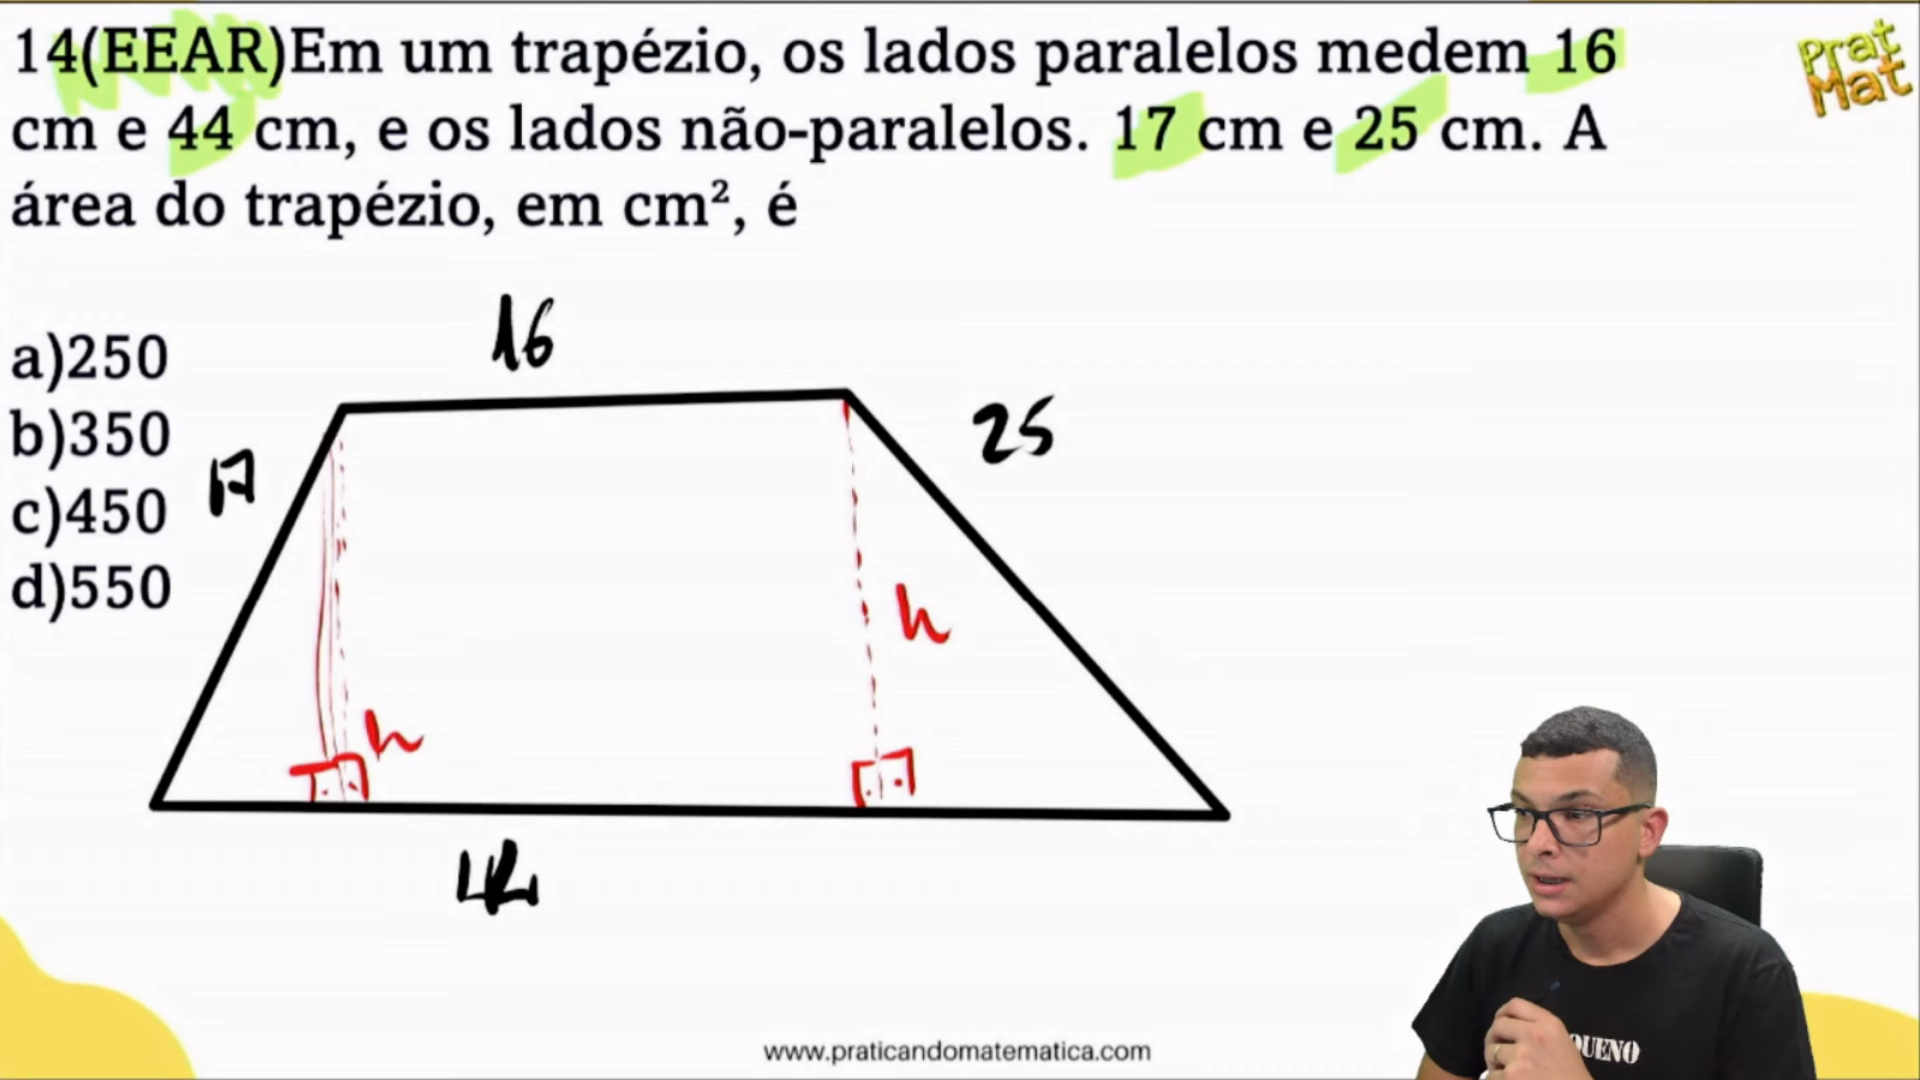 14(EEAR)Em um trapézio, os lados paralelos medem 16
cm e 44 cm, e os lados não-paralelos. 17 cm e 25 cm. A
área do trapézio, em cm², é
Prat
Mat
16
a)250
b)350
c)450
d)550
17
25
h
h
44
www.praticandomatematica.com
QUENO